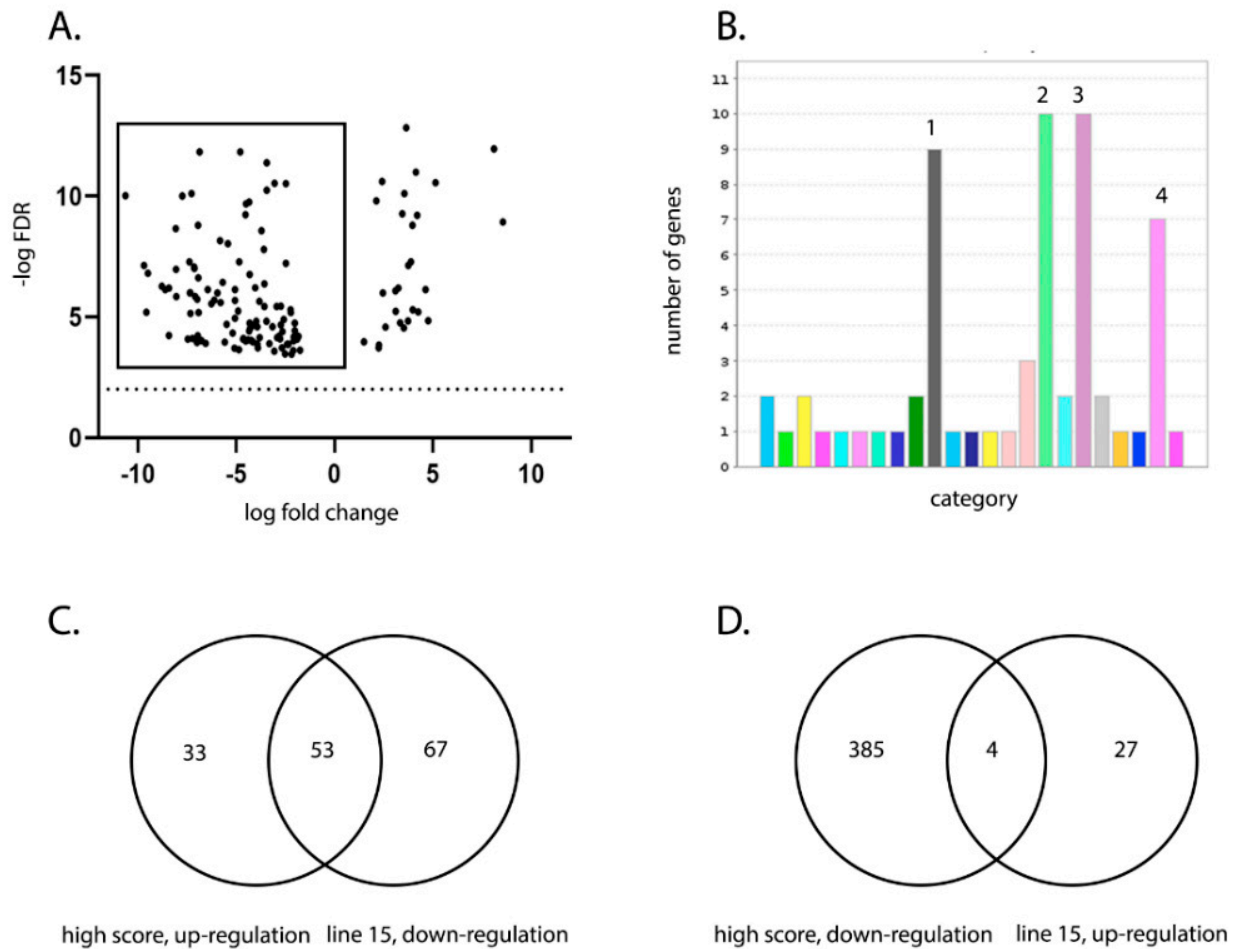 A.
15
10
5
0
-log FDR
-10 -5 0 5 10
log fold change
B.
11
10
9
8
7
6
5
4
3
2
1
0
number of genes
1
2
3
4
category
C.
33 53 67
high score, up-regulation line 15, down-regulation
D.
385 4 27
high score, down-regulation line 15, up-regulation